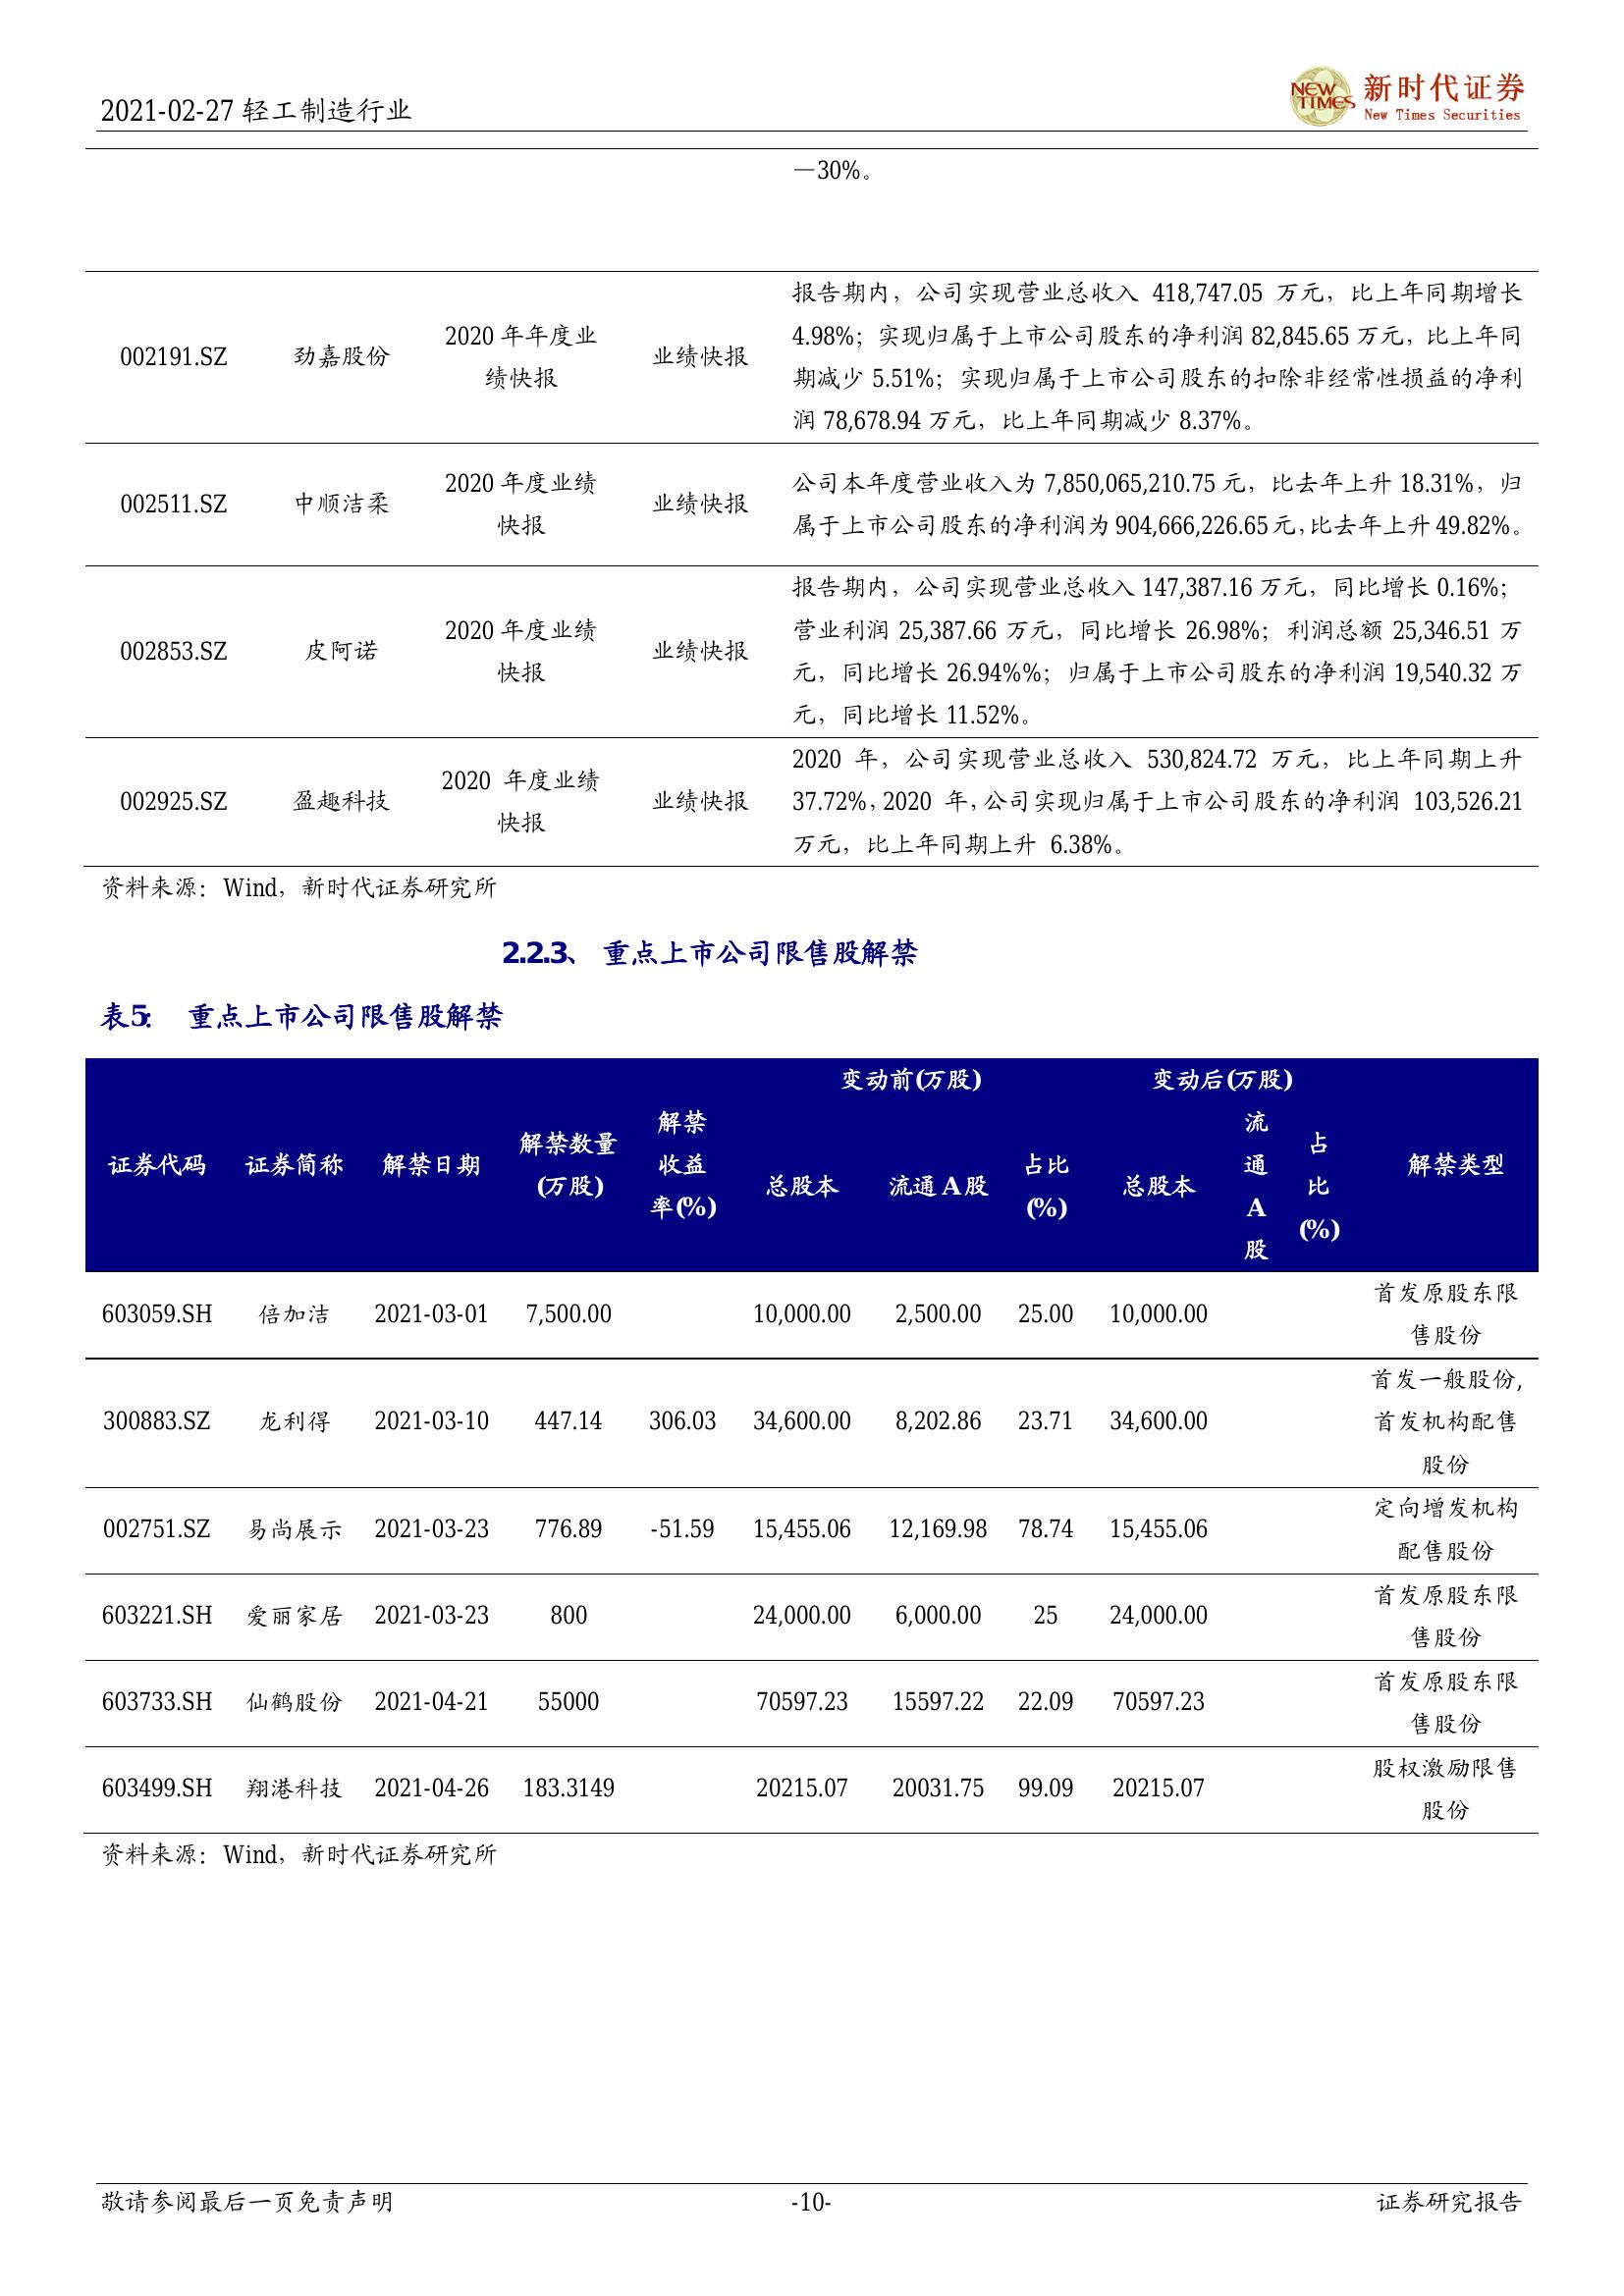 2021-02-27 轻工制造行业
NEW TIMES 新时代证券
New Times Securities
—30%。
002191.SZ 劲嘉股份 2020 年年度业绩快报 业绩快报
报告期内，公司实现营业总收入 418,747.05 万元，比上年同期增长
4.98%；实现归属于上市公司股东的净利润 82,845.65 万元，比上年同
期减少 5.51%；实现归属于上市公司股东的扣除非经常性损益的净利
润 78,678.94 万元，比上年同期减少 8.37%。
002511.SZ 中顺洁柔 2020 年度业绩快报 业绩快报
公司本年度营业收入为 7,850,065,210.75 元，比去年上升 18.31%，归
属于上市公司股东的净利润为 904,666,226.65 元，比去年上升 49.82%。
002853.SZ 皮阿诺 2020 年度业绩快报 业绩快报
报告期内，公司实现营业总收入 147,387.16 万元，同比增长 0.16%；
营业利润 25,387.66 万元，同比增长 26.98%；利润总额 25,346.51 万
元，同比增长 26.94%%；归属于上市公司股东的净利润 19,540.32 万
元，同比增长 11.52%。
002925.SZ 盈趣科技 2020 年度业绩快报 业绩快报
2020 年，公司实现营业总收入 530,824.72 万元，比上年同期上升
37.72%，2020 年，公司实现归属于上市公司股东的净利润 103,526.21
万元，比上年同期上升 6.38%。
资料来源：Wind，新时代证券研究所
2.2.3、 重点上市公司限售股解禁
表5： 重点上市公司限售股解禁
变动前(万股) 变动后(万股)
证券代码 证券简称 解禁日期 解禁数量(万股) 解禁收益率(%) 总股本 流通 A 股 占比(%) 总股本 流通 A 股 占比(%) 解禁类型
603059.SH 倍加洁 2021-03-01 7,500.00 10,000.00 2,500.00 25.00 10,000.00 首发原股东限售股份
300883.SZ 龙利得 2021-03-10 447.14 306.03 34,600.00 8,202.86 23.71 34,600.00 首发一般股份,首发机构配售股份
002751.SZ 易尚展示 2021-03-23 776.89 -51.59 15,455.06 12,169.98 78.74 15,455.06 定向增发机构配售股份
603221.SH 爱丽家居 2021-03-23 800 24,000.00 6,000.00 25 24,000.00 首发原股东限售股份
603733.SH 仙鹤股份 2021-04-21 55000 70597.23 15597.22 22.09 70597.23 首发原股东限售股份
603499.SH 翔港科技 2021-04-26 183.3149 20215.07 20031.75 99.09 20215.07 股权激励限售股份
资料来源：Wind，新时代证券研究所
敬请参阅最后一页免责声明 -10- 证券研究报告